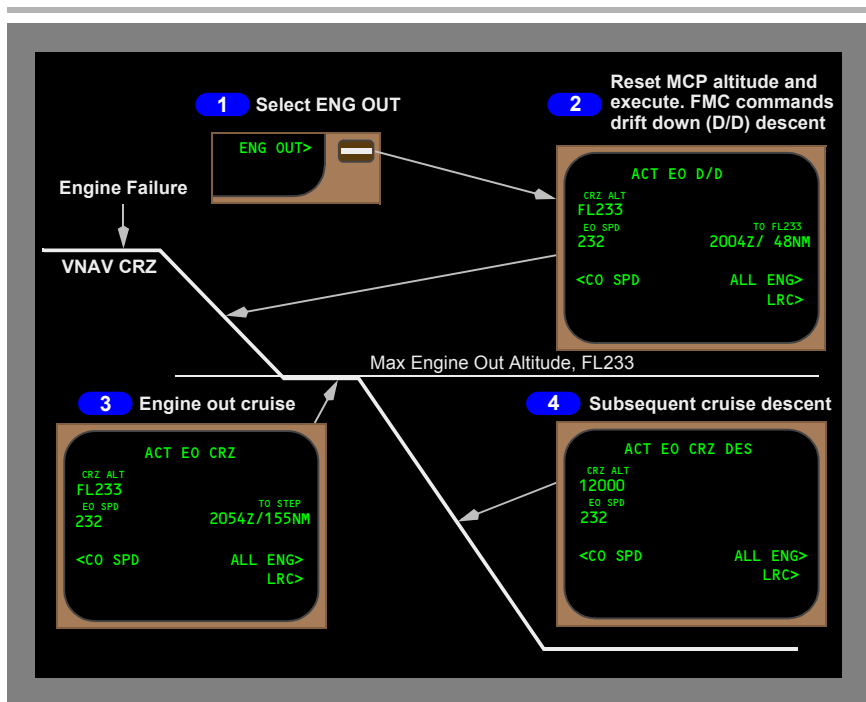 1 Select ENG OUT
ENG OUT>
2 Reset MCP altitude and
execute. FMC commands
drift down (D/D) descent
ACT EO D/D
CRZ ALT
FL233
EO SPD TO FL233
232 2004Z/ 48NM
<CO SPD ALL ENG>
LRC>
Engine Failure
VNAV CRZ
Max Engine Out Altitude, FL233
3 Engine out cruise
ACT EO CRZ
CRZ ALT
FL233
EO SPD TO STEP
232 2054Z/155NM
<CO SPD ALL ENG>
LRC>
4 Subsequent cruise descent
ACT EO CRZ DES
CRZ ALT
12000
EO SPD
232
<CO SPD ALL ENG>
LRC>